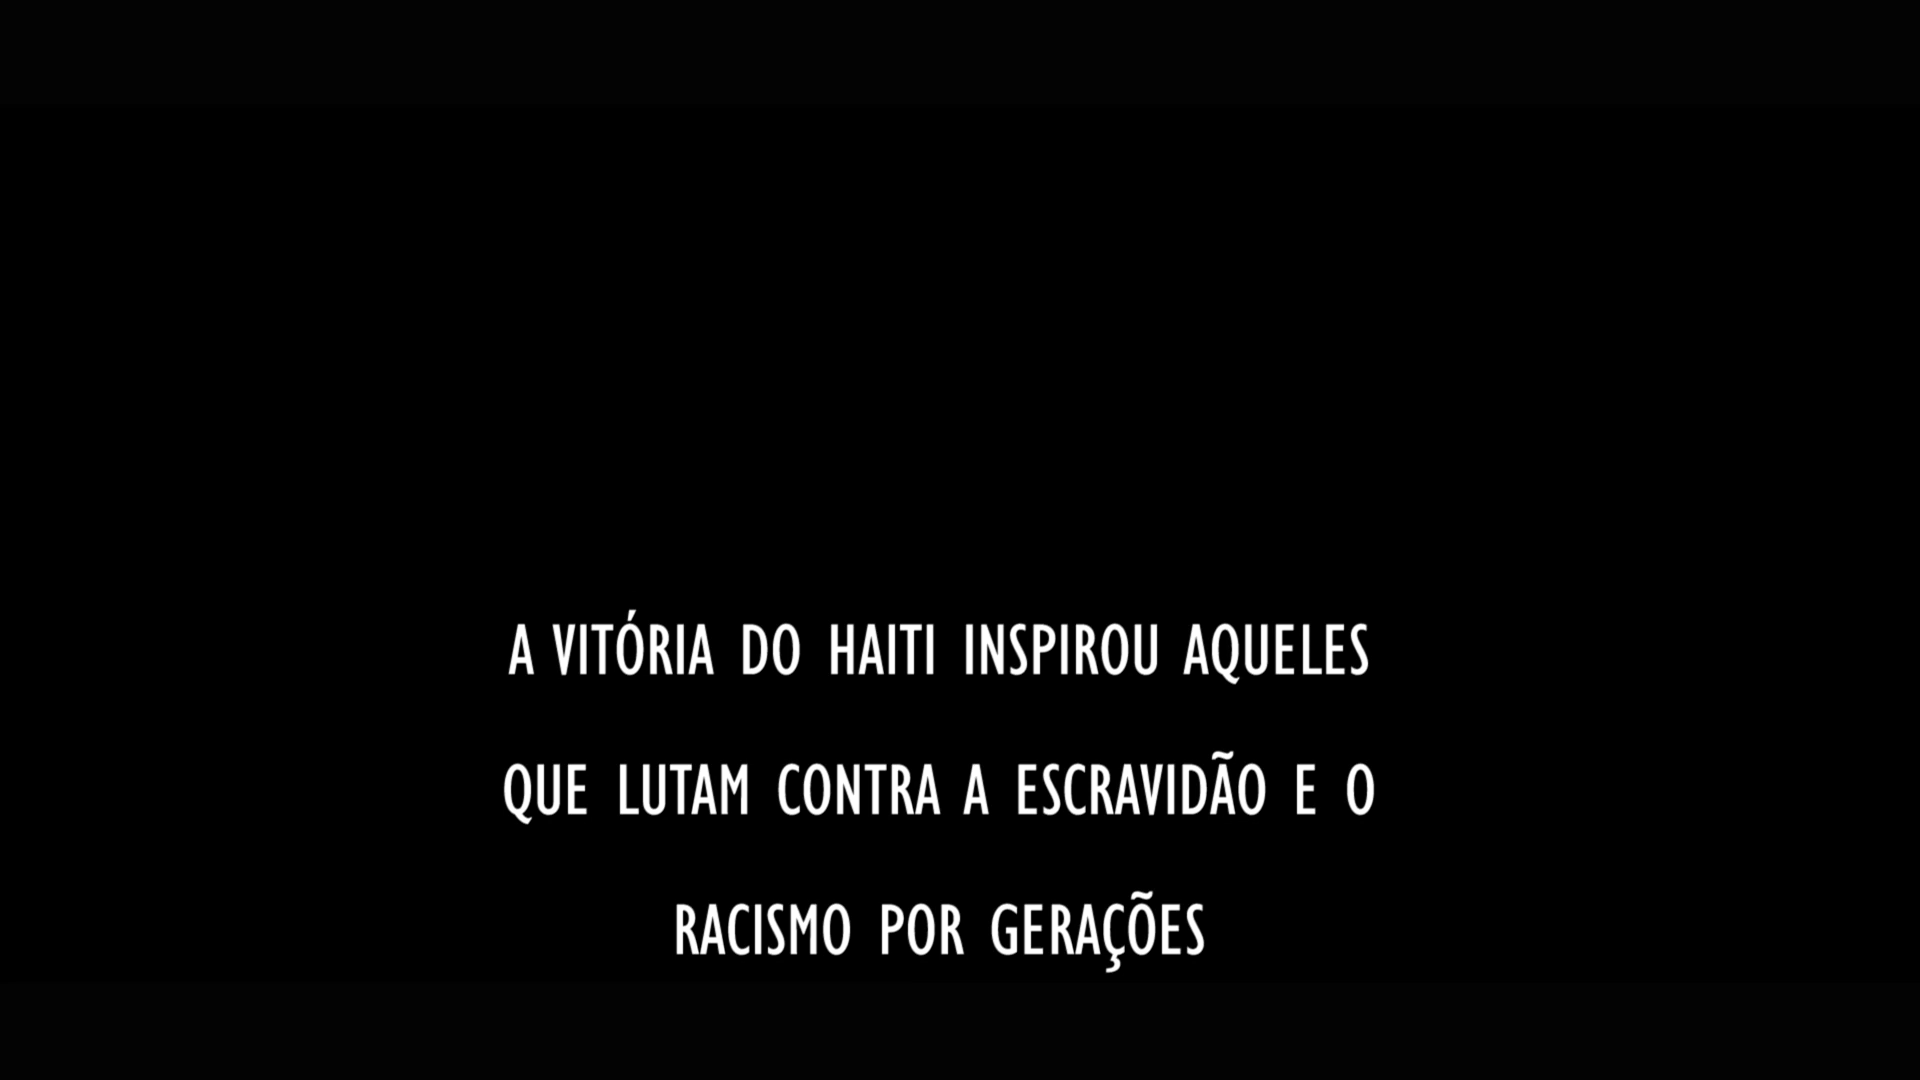 A VITÓRIA DO HAITI INSPIROU AQUELES
QUE LUTAM CONTRA A ESCRAVIDÃO E O
RACISMO POR GERAÇÕES